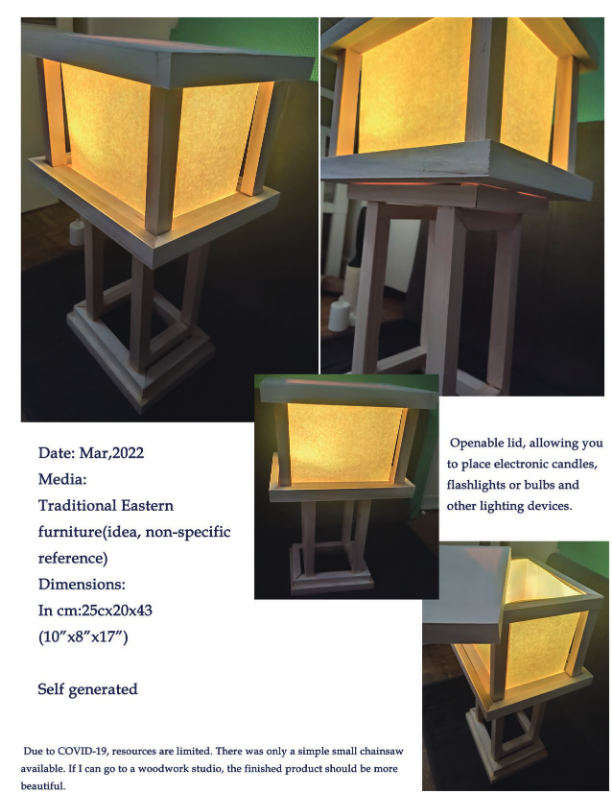 Date: Mar,2022
Media:
Traditional Eastern
furniture(idea, non-specific
reference)
Dimensions:
In cm:25cx20x43
(10"x8"x17")
Self generated
Openable lid, allowing you
to place electronic candles,
flashlights or bulbs and
other lighting devices.
Due to COVID-19, resources are limited. There was only a simple small chainsaw
available. If I can go to a woodwork studio, the finished product should be more
beautiful.